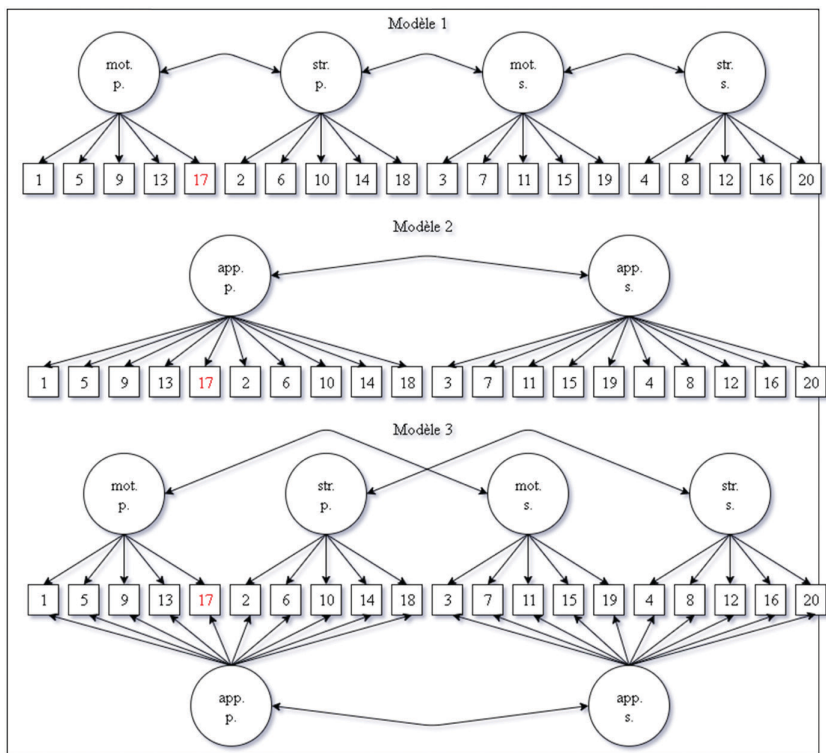 Modèle 1
mot. str. mot. str.
p. p. s. s.
1 5 9 13 17 2 6 10 14 18 3 7 11 15 19 4 8 12 16 20
Modèle 2
app. app.
p. s.
1 5 9 13 17 2 6 10 14 18 3 7 11 15 19 4 8 12 16 20
Modèle 3
mot. str. mot. str.
p. p. s. s.
1 5 9 13 17 2 6 10 14 18 3 7 11 15 19 4 8 12 16 20
app. app.
p. s.